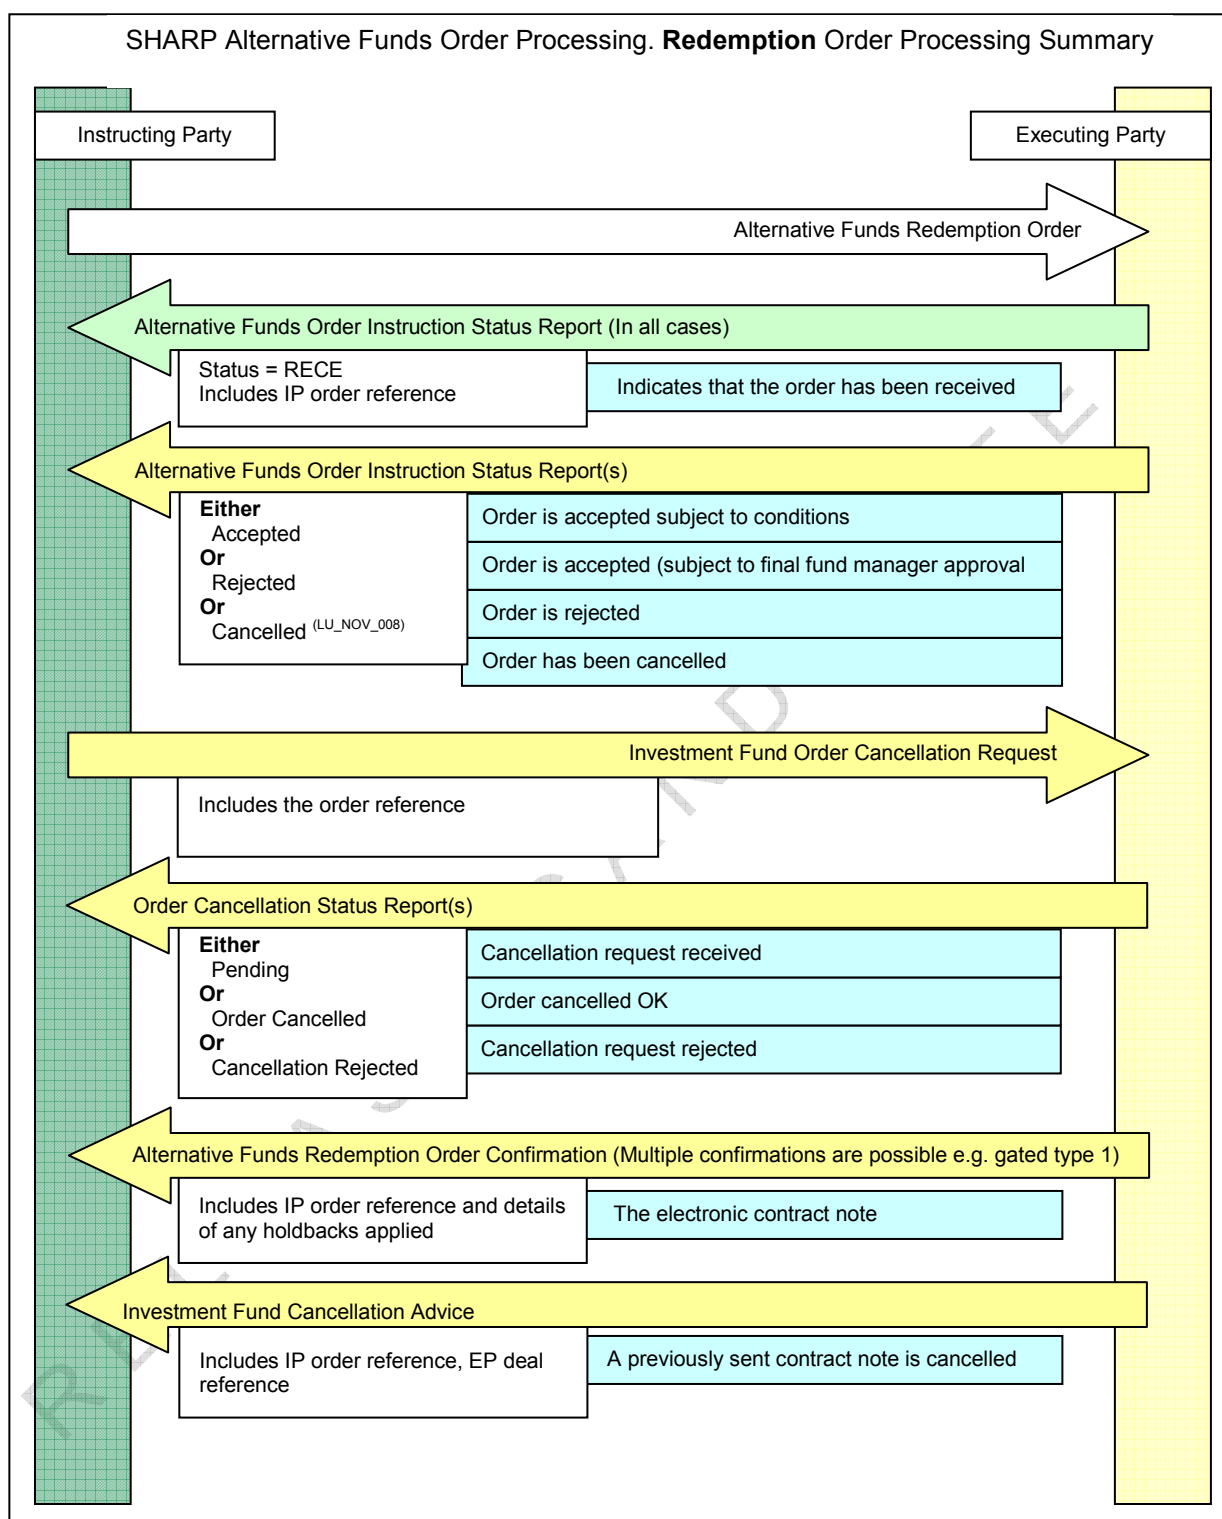 SHARP Alternative Funds Order Processing. Redemption Order Processing Summary
Instructing Party
Executing Party
Alternative Funds Redemption Order
Alternative Funds Order Instruction Status Report (In all cases)
Status = RECE
Includes IP order reference
Indicates that the order has been received
Alternative Funds Order Instruction Status Report(s)
Either
Accepted
Or
Rejected
Or
Cancelled (LU_NOV_008)
Order is accepted subject to conditions
Order is accepted (subject to final fund manager approval
Order is rejected
Order has been cancelled
Investment Fund Order Cancellation Request
Includes the order reference
Order Cancellation Status Report(s)
Either
Pending
Or
Order Cancelled
Or
Cancellation Rejected
Cancellation request received
Order cancelled OK
Cancellation request rejected
Alternative Funds Redemption Order Confirmation (Multiple confirmations are possible e.g. gated type 1)
Includes IP order reference and details
of any holdbacks applied
The electronic contract note
Investment Fund Cancellation Advice
Includes IP order reference, EP deal
reference
A previously sent contract note is cancelled